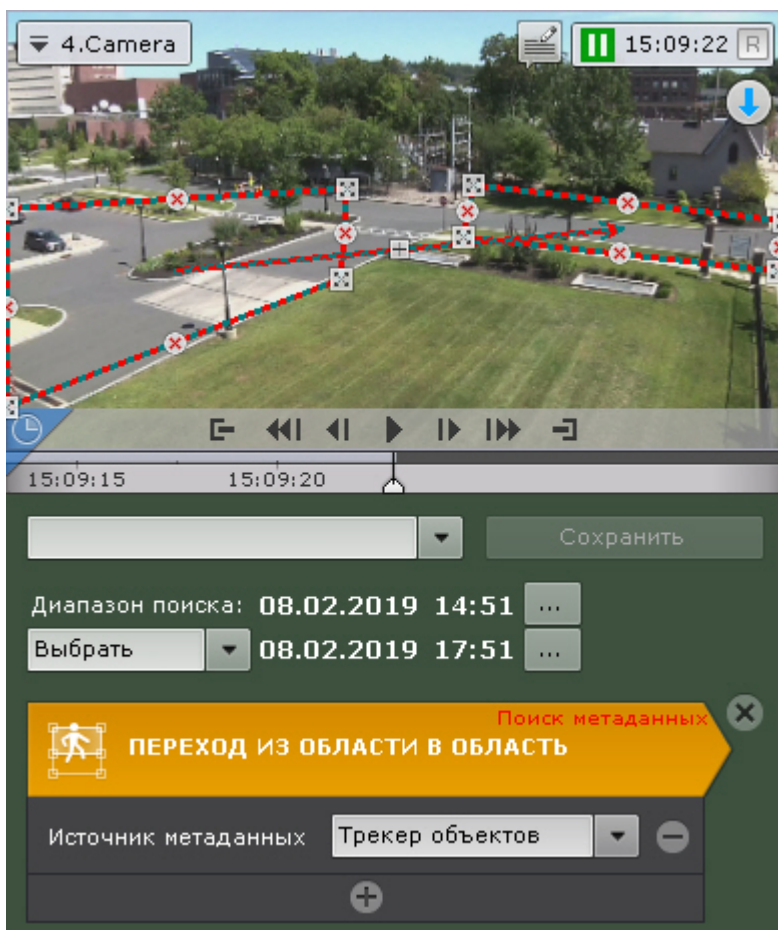 4.Camera
15:09:22 R
15:09:15 15:09:20
Сохранить
Диапазон поиска: 08.02.2019 14:51 ...
Выбрать 08.02.2019 17:51 ...
Поиск метаданных
ПЕРЕХОД ИЗ ОБЛАСТИ В ОБЛАСТЬ
Источник метаданных Трекер объектов